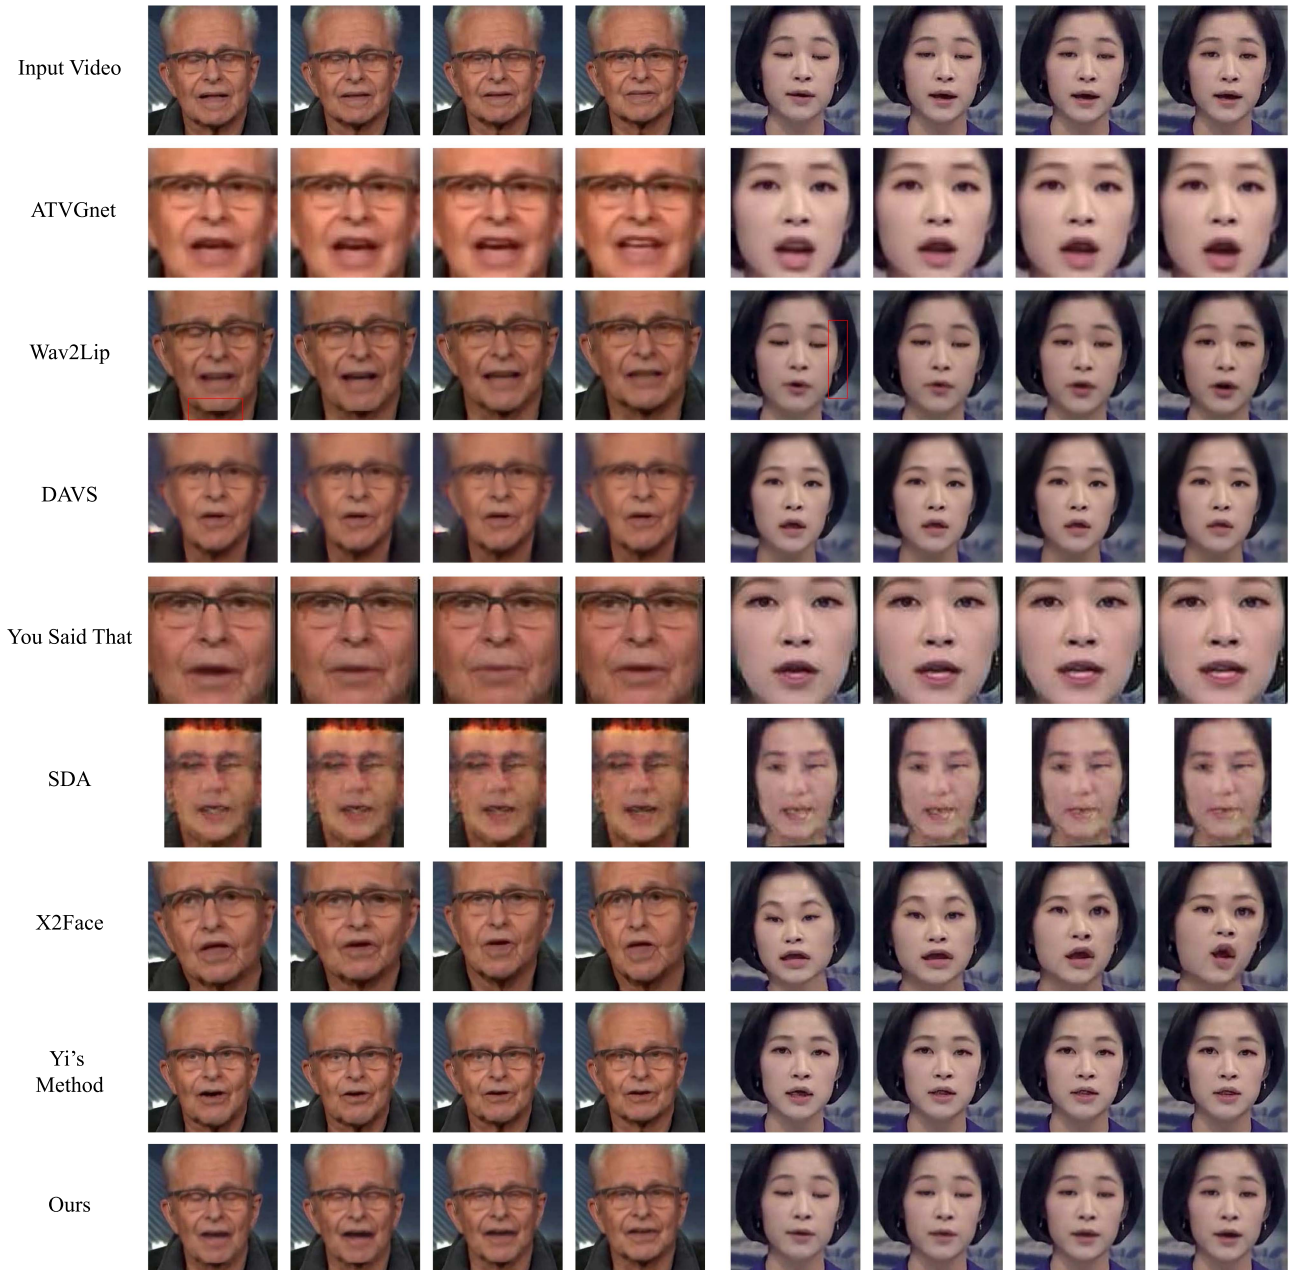 Input Video
ATVGnet
Wav2Lip
DAVS
You Said That
SDA
X2Face
Yi’s
Method
Ours